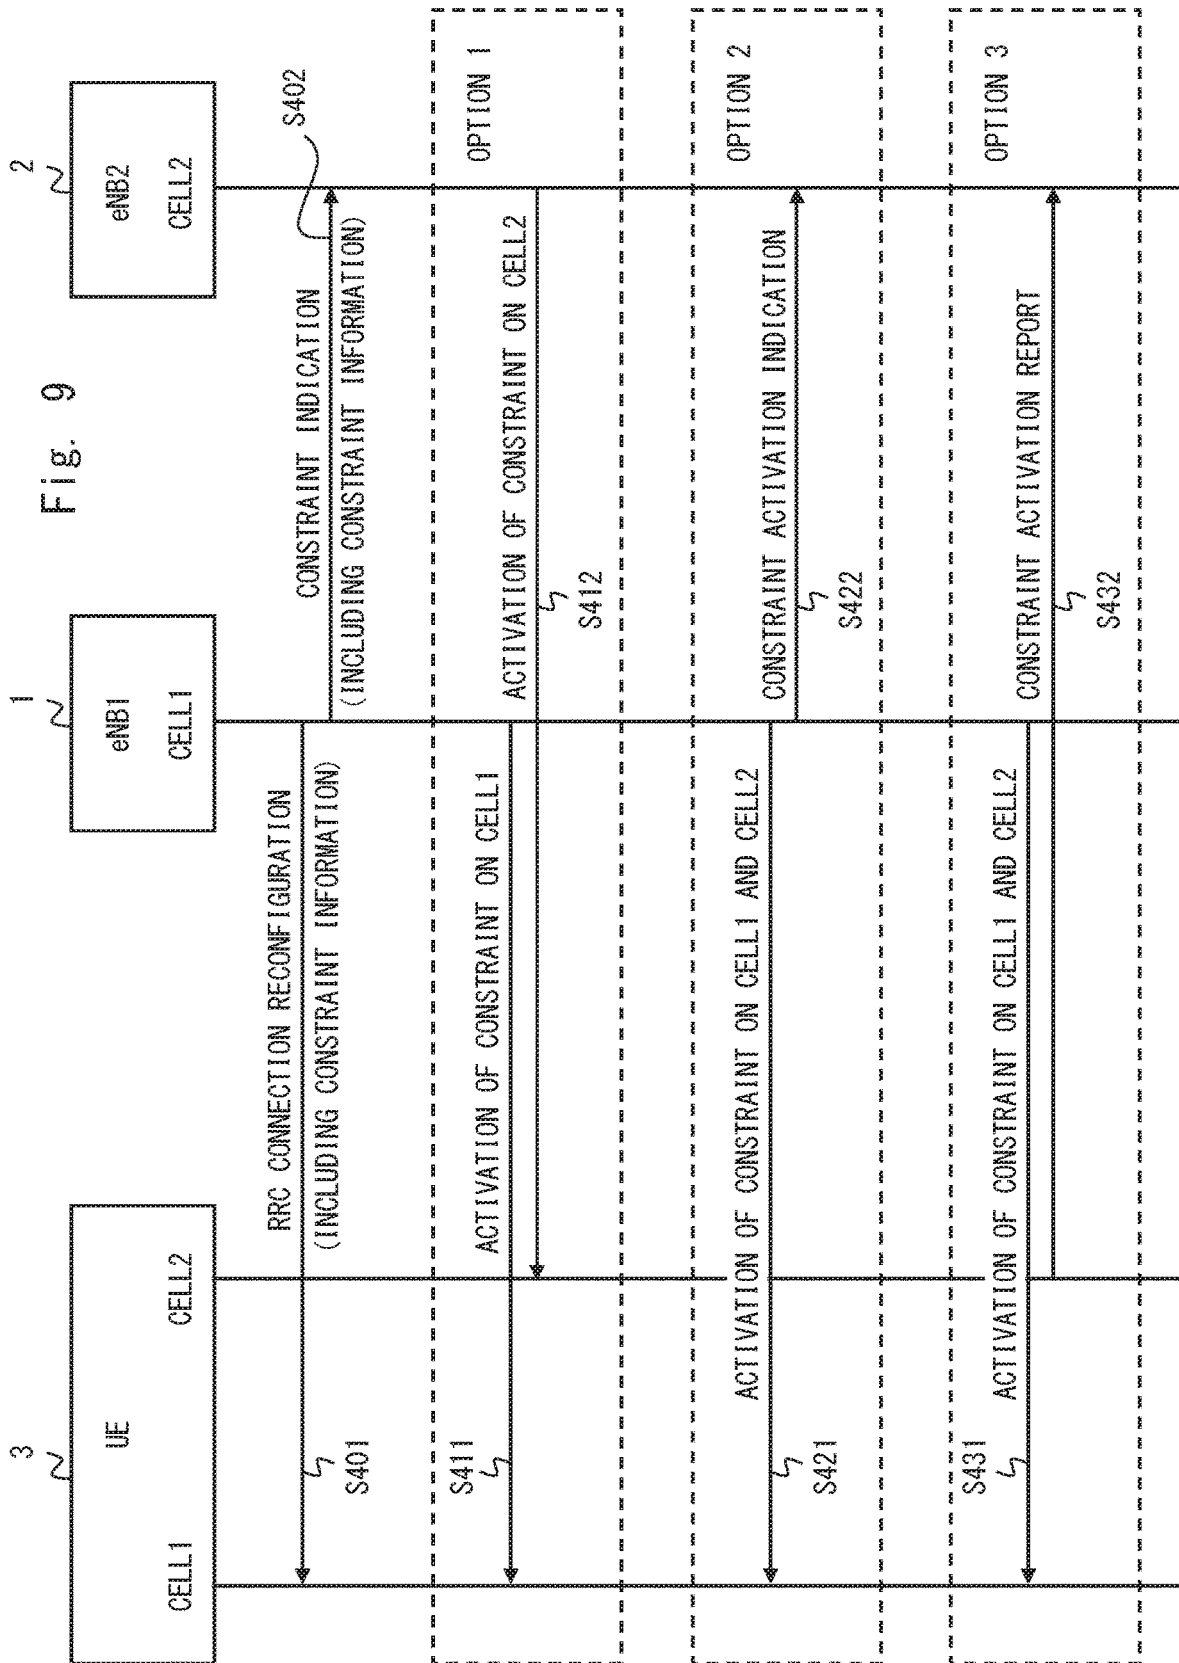 Fig. 9
3
UE
CELL1
CELL2
1
eNB1
CELL1
2
eNB2
CELL2
RRC CONNECTION RECONFIGURATION
(INCLUDING CONSTRAINT INFORMATION)
S401
CONSTRAINT INDICATION
(INCLUDING CONSTRAINT INFORMATION)
S402
OPTION 1
ACTIVATION OF CONSTRAINT ON CELL1
S411
ACTIVATION OF CONSTRAINT ON CELL2
S412
OPTION 2
ACTIVATION OF CONSTRAINT ON CELL1 AND CELL2
S421
CONSTRAINT ACTIVATION INDICATION
S422
OPTION 3
ACTIVATION OF CONSTRAINT ON CELL1 AND CELL2
S431
CONSTRAINT ACTIVATION REPORT
S432